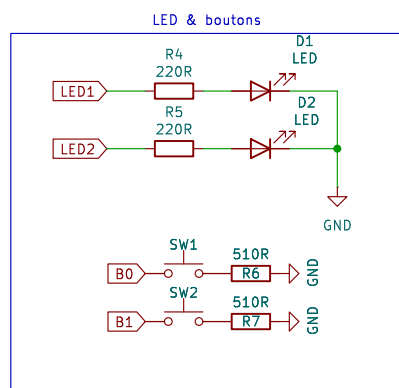 LED & boutons
D1
LED
R4
220R
LED1
D2
LED
R5
220R
LED2
GND
SW1
510R
B0
R6
GND
SW2
510R
B1
R7
GND